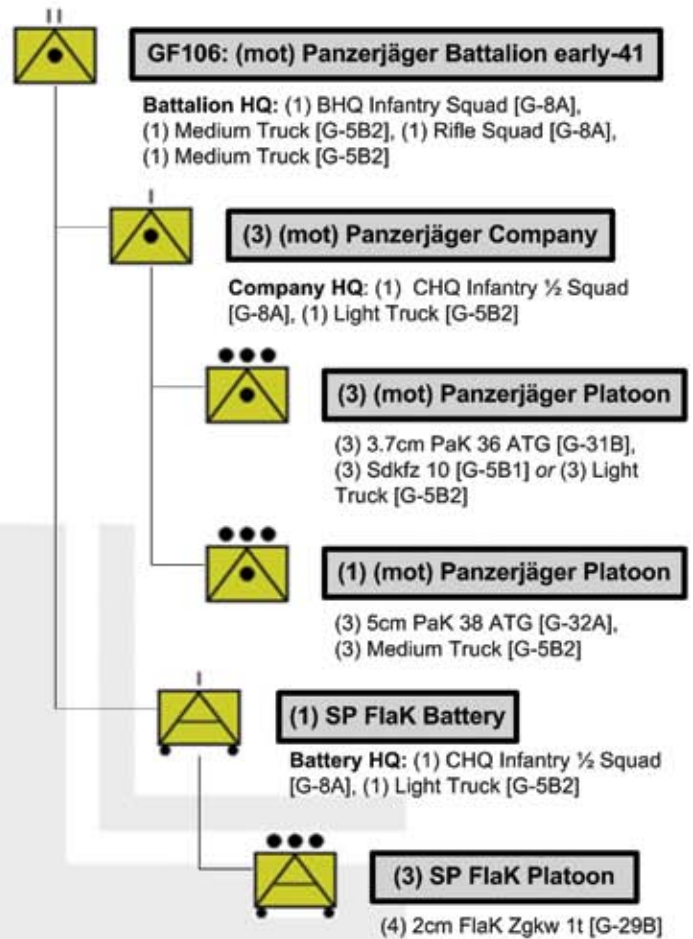 GF106: (mot) Panzerjäger Battalion early-41
Battalion HQ: (1) BHQ Infantry Squad [G-8A],
(1) Medium Truck [G-5B2], (1) Rifle Squad [G-8A],
(1) Medium Truck [G-5B2]
(3) (mot) Panzerjäger Company
Company HQ: (1) CHQ Infantry ½ Squad
[G-8A], (1) Light Truck [G-5B2]
(3) (mot) Panzerjäger Platoon
(3) 3.7cm PaK 36 ATG [G-31B],
(3) Sdkfz 10 [G-5B1] or (3) Light
Truck [G-5B2]
(1) (mot) Panzerjäger Platoon
(3) 5cm PaK 38 ATG [G-32A],
(3) Medium Truck [G-5B2]
(1) SP FlaK Battery
Battery HQ: (1) CHQ Infantry ½ Squad
[G-8A], (1) Light Truck [G-5B2]
(3) SP FlaK Platoon
(4) 2cm FlaK Zgkw 1t [G-29B]